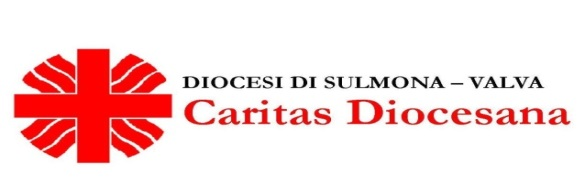 DIOCESI DI SULMONA – VALVA
Caritas Diocesana